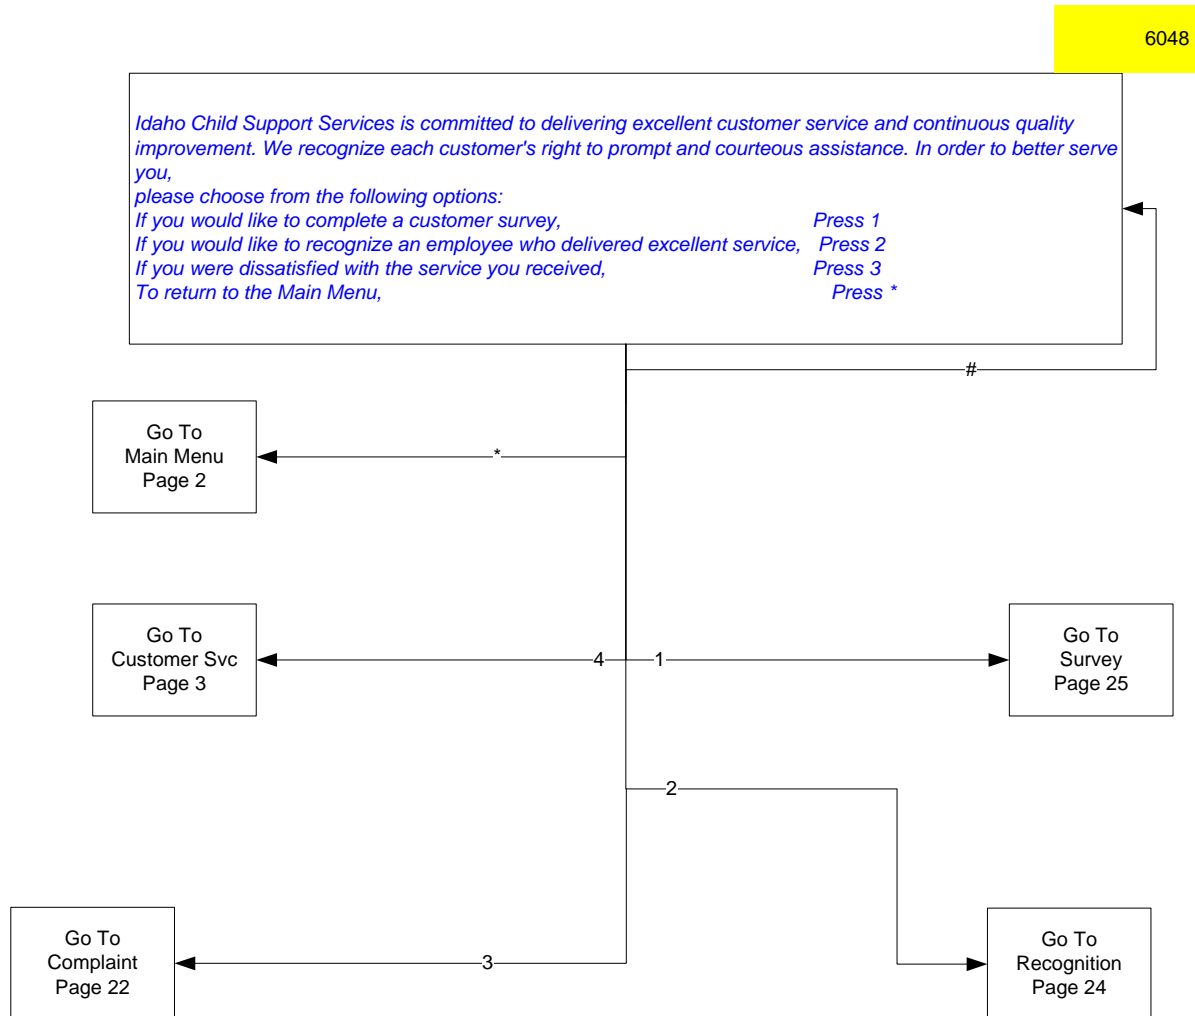 6048
Idaho Child Support Services is committed to delivering excellent customer service and continuous quality
improvement. We recognize each customer's right to prompt and courteous assistance. In order to better serve
you,
please choose from the following options:
If you would like to complete a customer survey, Press 1
If you would like to recognize an employee who delivered excellent service, Press 2
If you were dissatisfied with the service you received, Press 3
To return to the Main Menu, Press *
#
Go To
Main Menu
Page 2
*
Go To
Customer Svc
Page 3
4
1
Go To
Survey
Page 25
2
Go To
Complaint
Page 22
3
Go To
Recognition
Page 24